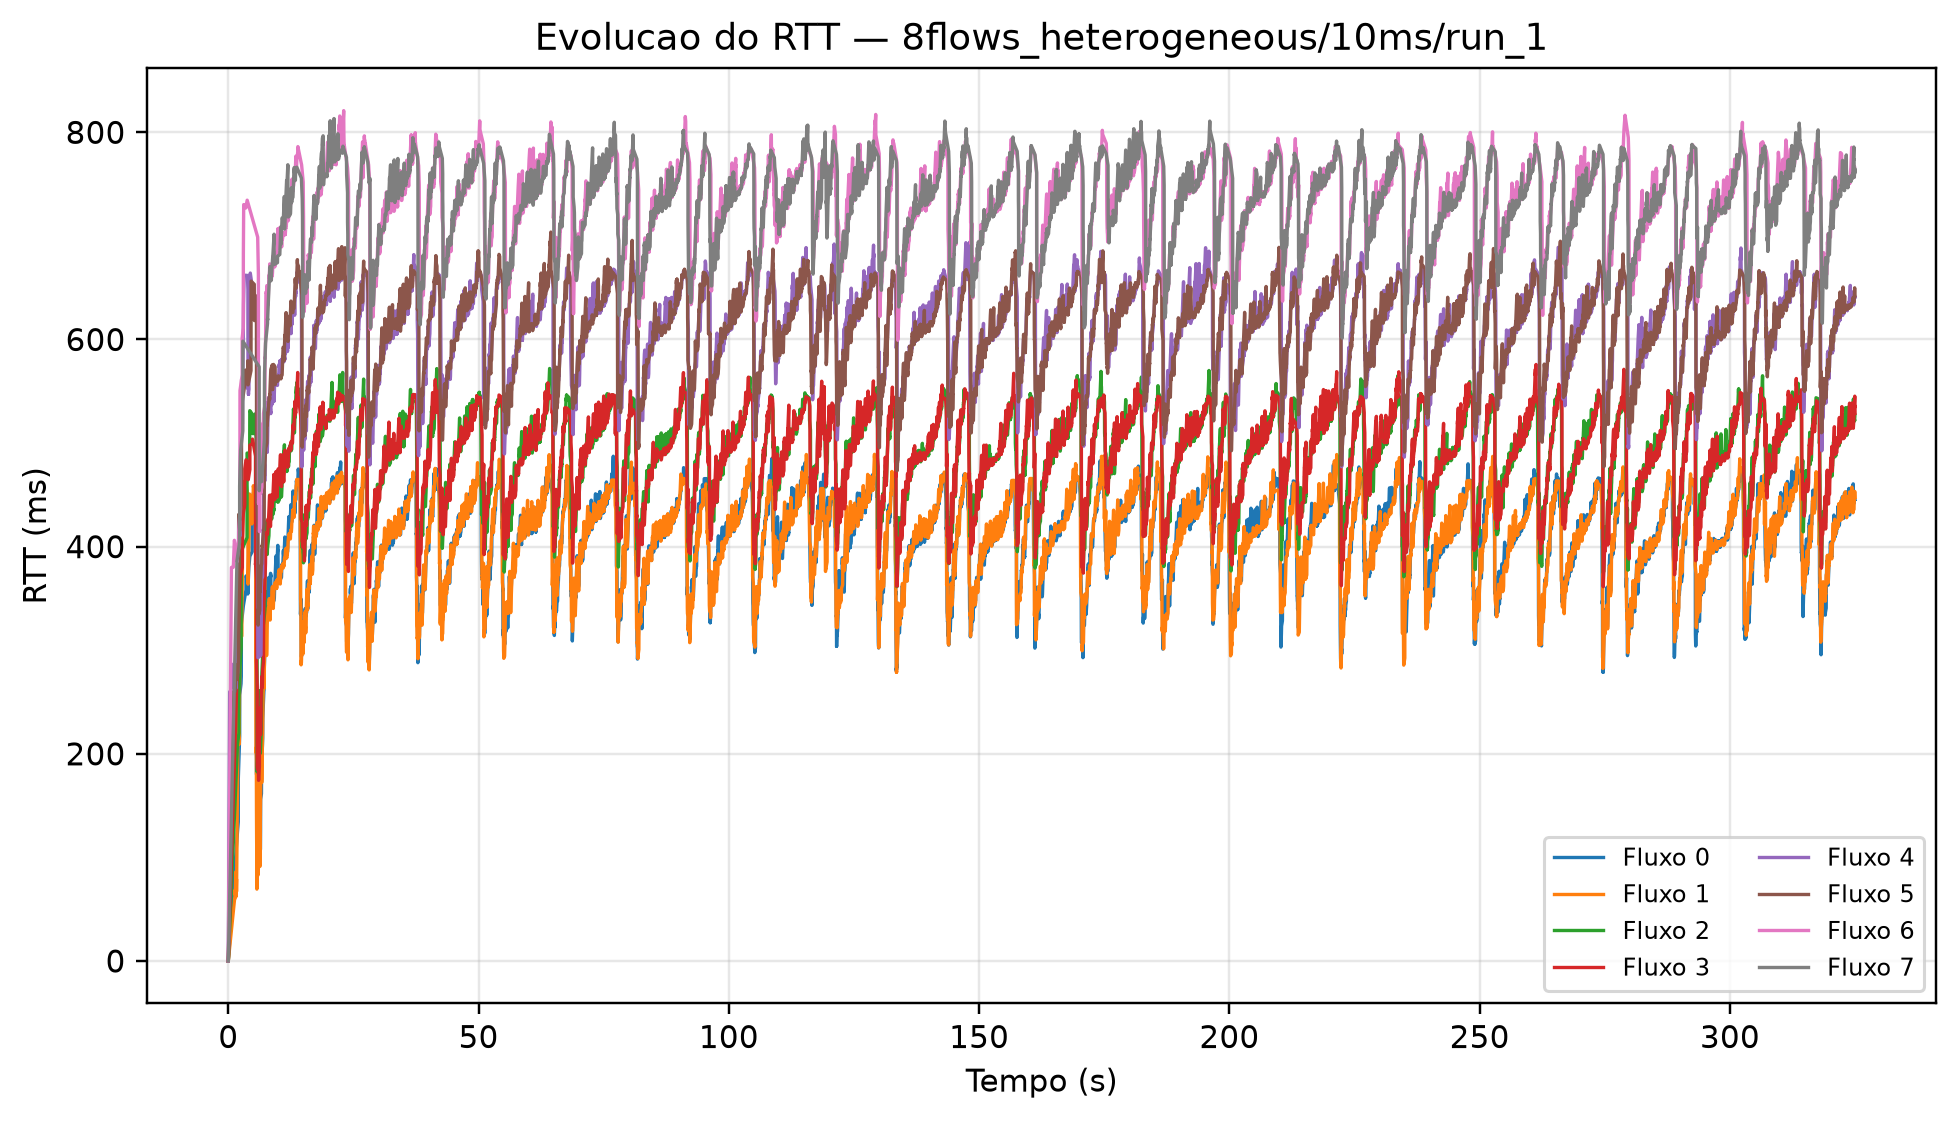 Evolucao do RTT — 8flows_heterogeneous/10ms/run_1
RTT (ms)
800
600
400
200
0
0 50 100 150 200 250 300
Tempo (s)
Fluxo 0
Fluxo 1
Fluxo 2
Fluxo 3
Fluxo 4
Fluxo 5
Fluxo 6
Fluxo 7